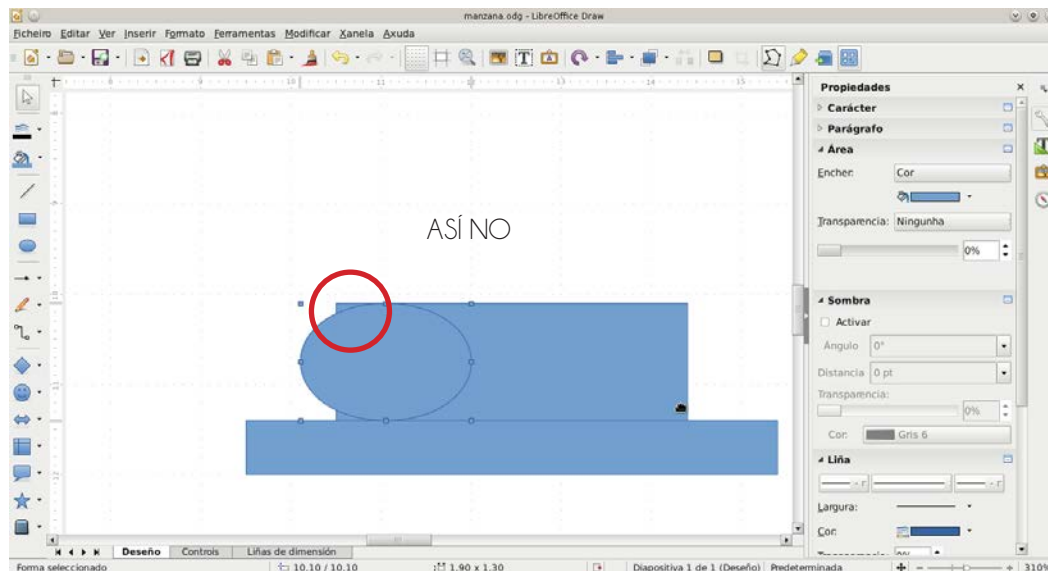 manzana.odg - LibreOffice Draw
Ficheiro Editar Ver Inserir Formato Ferramentas Modificar Xanela Axuda
Propiedades
Carácter
Parágrafo
Área
Encher: Cor
Transparencia: Ningunha
0%
ASÍ NO
Sombra
Activar
Ángulo 0°
Distancia 0 pt
Transparencia:
0%
Cor: Gris 6
Liña
Largura:
Cor:
Deseño Controis Liñas de dimensión
Forma seleccionado 10.10 / 10.10 1.90 x 1.30 Diapositiva 1 de 1 (Deseño) Predeterminada 310%